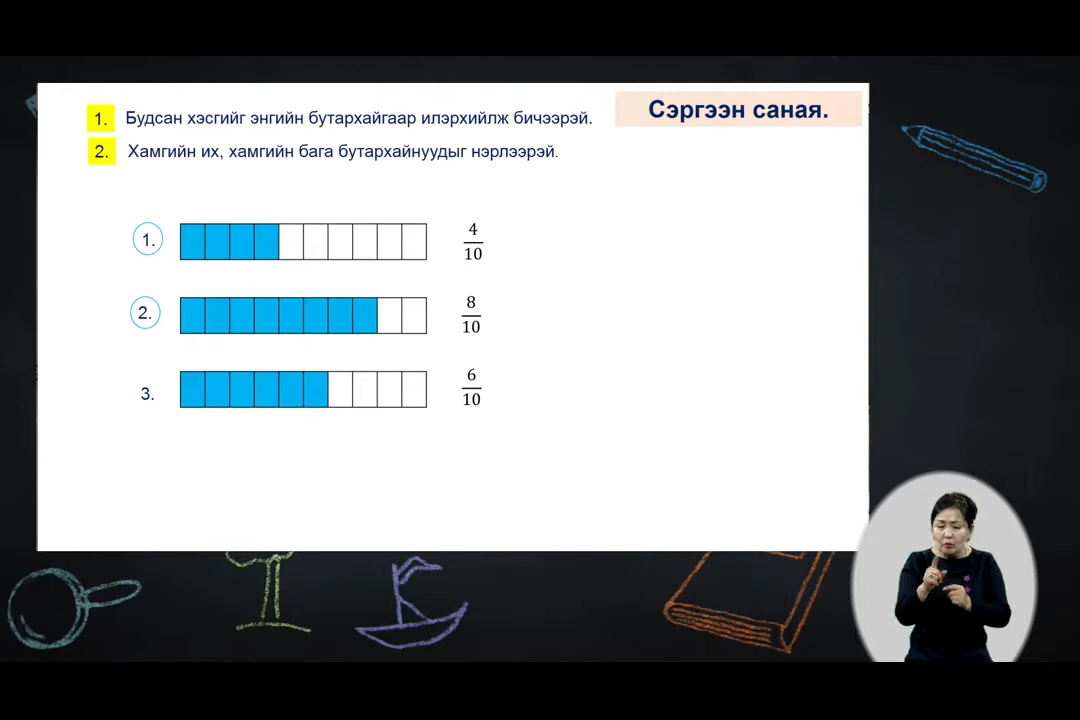 Сэргээн саная.
1. Будсан хэсгийг энгийн бутархайгаар илэрхийлж бичээрэй.
2. Хамгийн их, хамгийн бага бутархайнуудыг нэрлээрэй.
1. 4/10
2. 8/10
3. 6/10